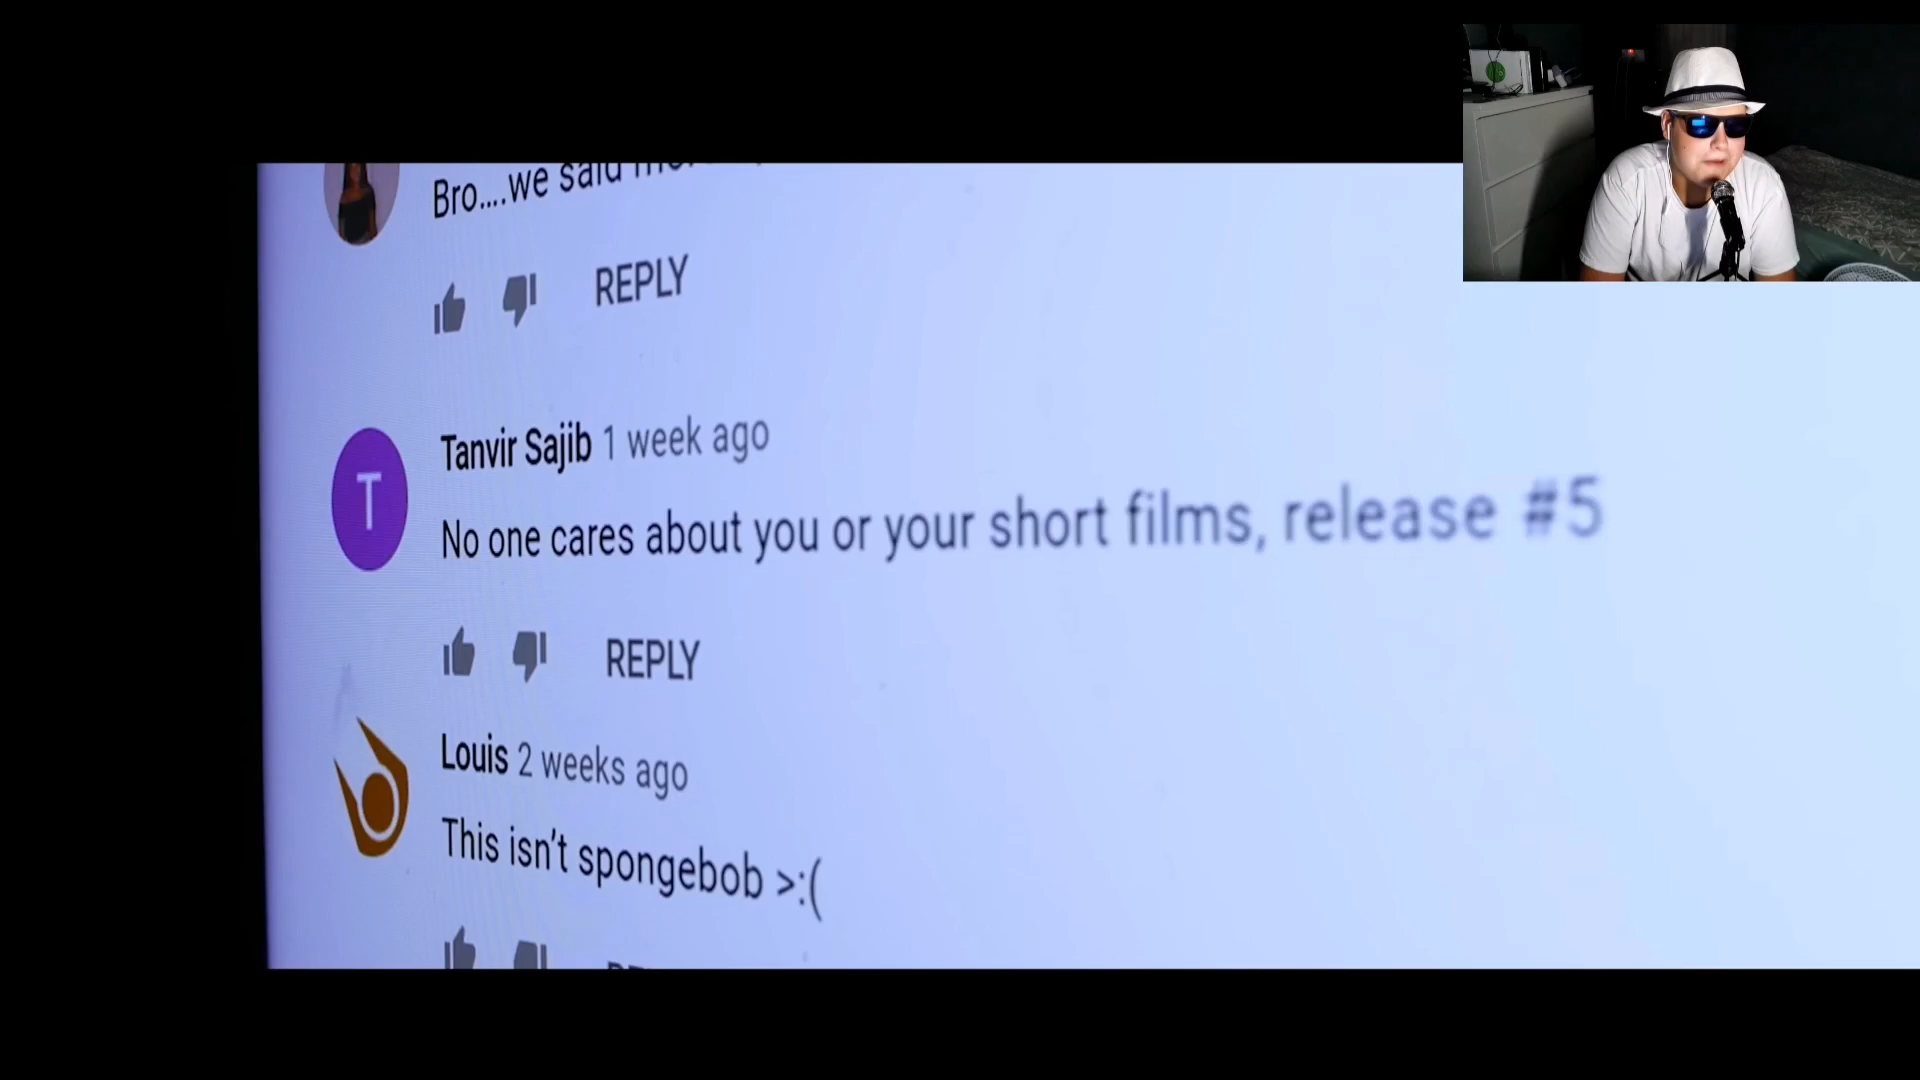 Bro....we said
REPLY
T
Tanvir Sajib 1 week ago
No one cares about you or your short films, release #5
REPLY
Louis 2 weeks ago
This isn't spongebob >:(